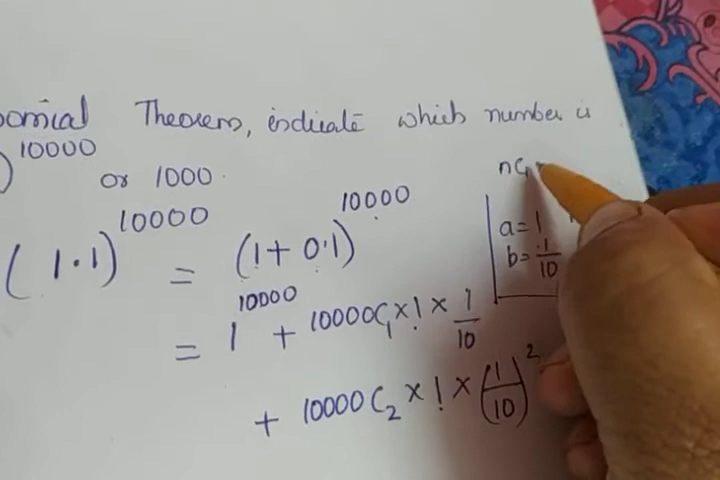 Theorem, indicate which number is
)^10000 or 1000.
nC₁
(1.1)^10000 = (1+0.1)^10000
a=1
b=.1/10
= 1^10000 + 10000C₁×1×1/10
+ 10000C₂×1×(1/10)²